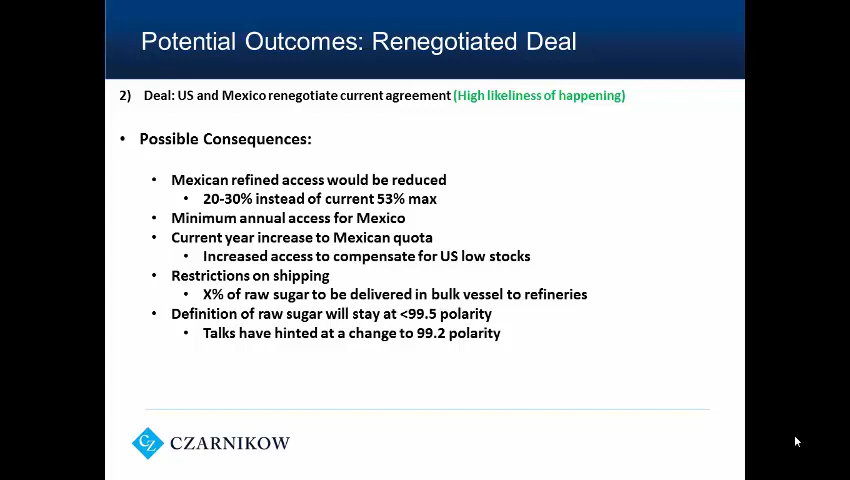 Potential Outcomes: Renegotiated Deal
2) Deal: US and Mexico renegotiate current agreement (High likeliness of happening)
• Possible Consequences:
• Mexican refined access would be reduced
• 20-30% instead of current 53% max
• Minimum annual access for Mexico
• Current year increase to Mexican quota
• Increased access to compensate for US low stocks
• Restrictions on shipping
• X% of raw sugar to be delivered in bulk vessel to refineries
• Definition of raw sugar will stay at <99.5 polarity
• Talks have hinted at a change to 99.2 polarity
CZ CZARNIKOW